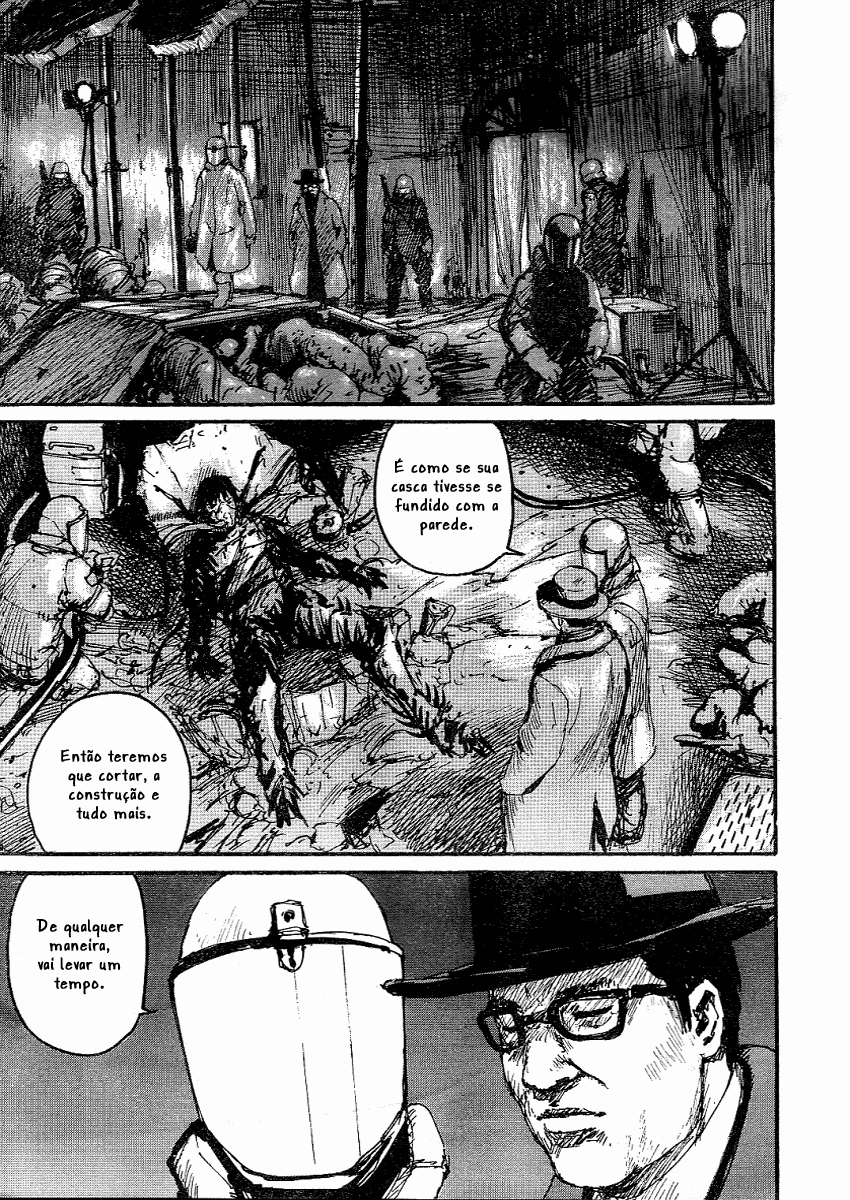 É como se sua
casca tivesse se
fundido com a
parede.
Então teremos
que cortar, a
construção e
tudo mais.
De qualquer
maneira,
vai levar um
tempo.